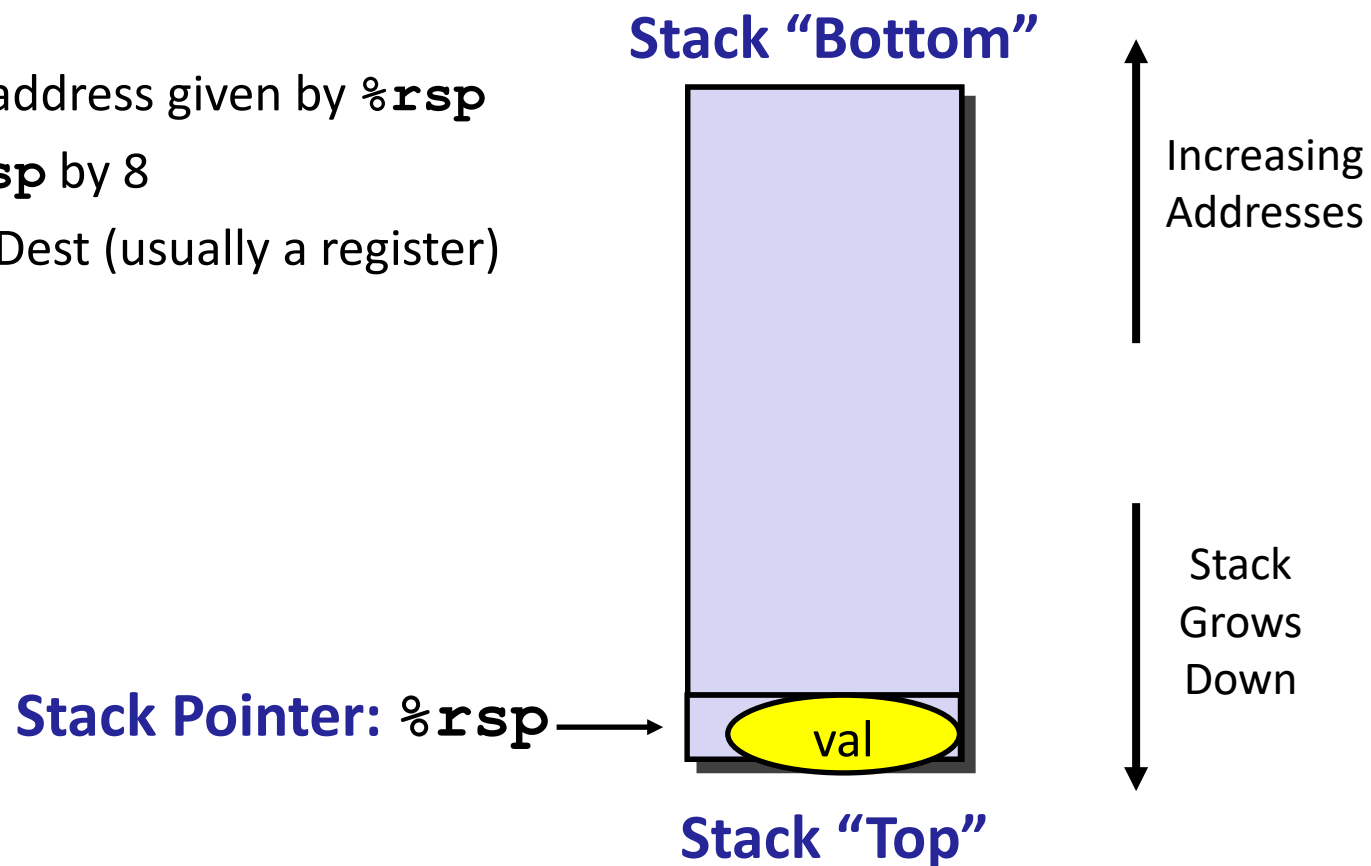 Stack “Bottom”
address given by %rsp
by 8
Dest (usually a register)
Increasing
Addresses
Stack
Grows
Down
Stack Pointer: %rsp
val
Stack “Top”